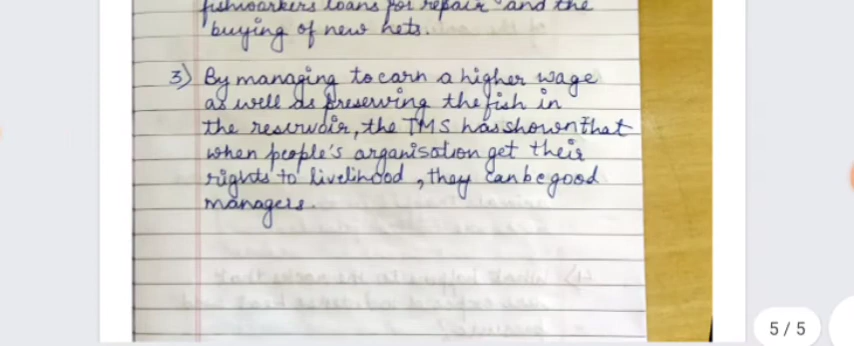 fishworkers loans for repair and the
buying of new nets.
3) By managing to earn a higher wage
as well as preserving the fish in
the reservoir, the TMS has shown that
when people's organisation get their
rights to livelihood, they can be good
managers.
5 / 5